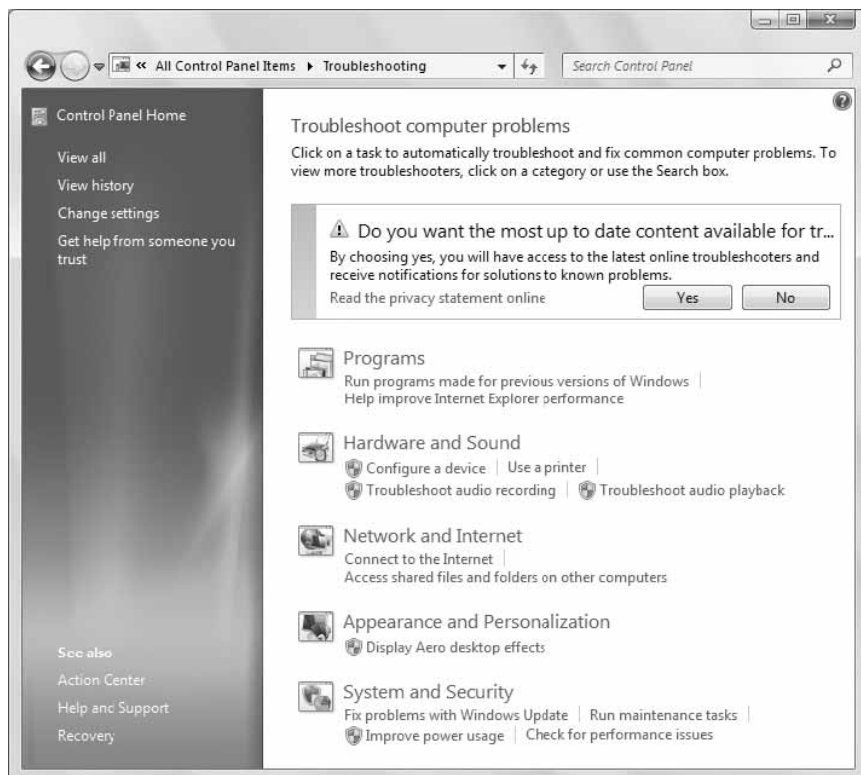 « All Control Panel Items ▸ Troubleshooting
Search Control Panel
Control Panel Home
View all
View history
Change settings
Get help from someone you
trust
See also
Action Center
Help and Support
Recovery
Troubleshoot computer problems
Click on a task to automatically troubleshoot and fix common computer problems. To
view more troubleshooters, click on a category or use the Search box.
Do you want the most up to date content available for tr...
By choosing yes, you will have access to the latest online troubleshooters and
receive notifications for solutions to known problems.
Read the privacy statement online
Yes
No
Programs
Run programs made for previous versions of Windows
Help improve Internet Explorer performance
Hardware and Sound
Configure a device | Use a printer
Troubleshoot audio recording | Troubleshoot audio playback
Network and Internet
Connect to the Internet
Access shared files and folders on other computers
Appearance and Personalization
Display Aero desktop effects
System and Security
Fix problems with Windows Update | Run maintenance tasks
Improve power usage | Check for performance issues